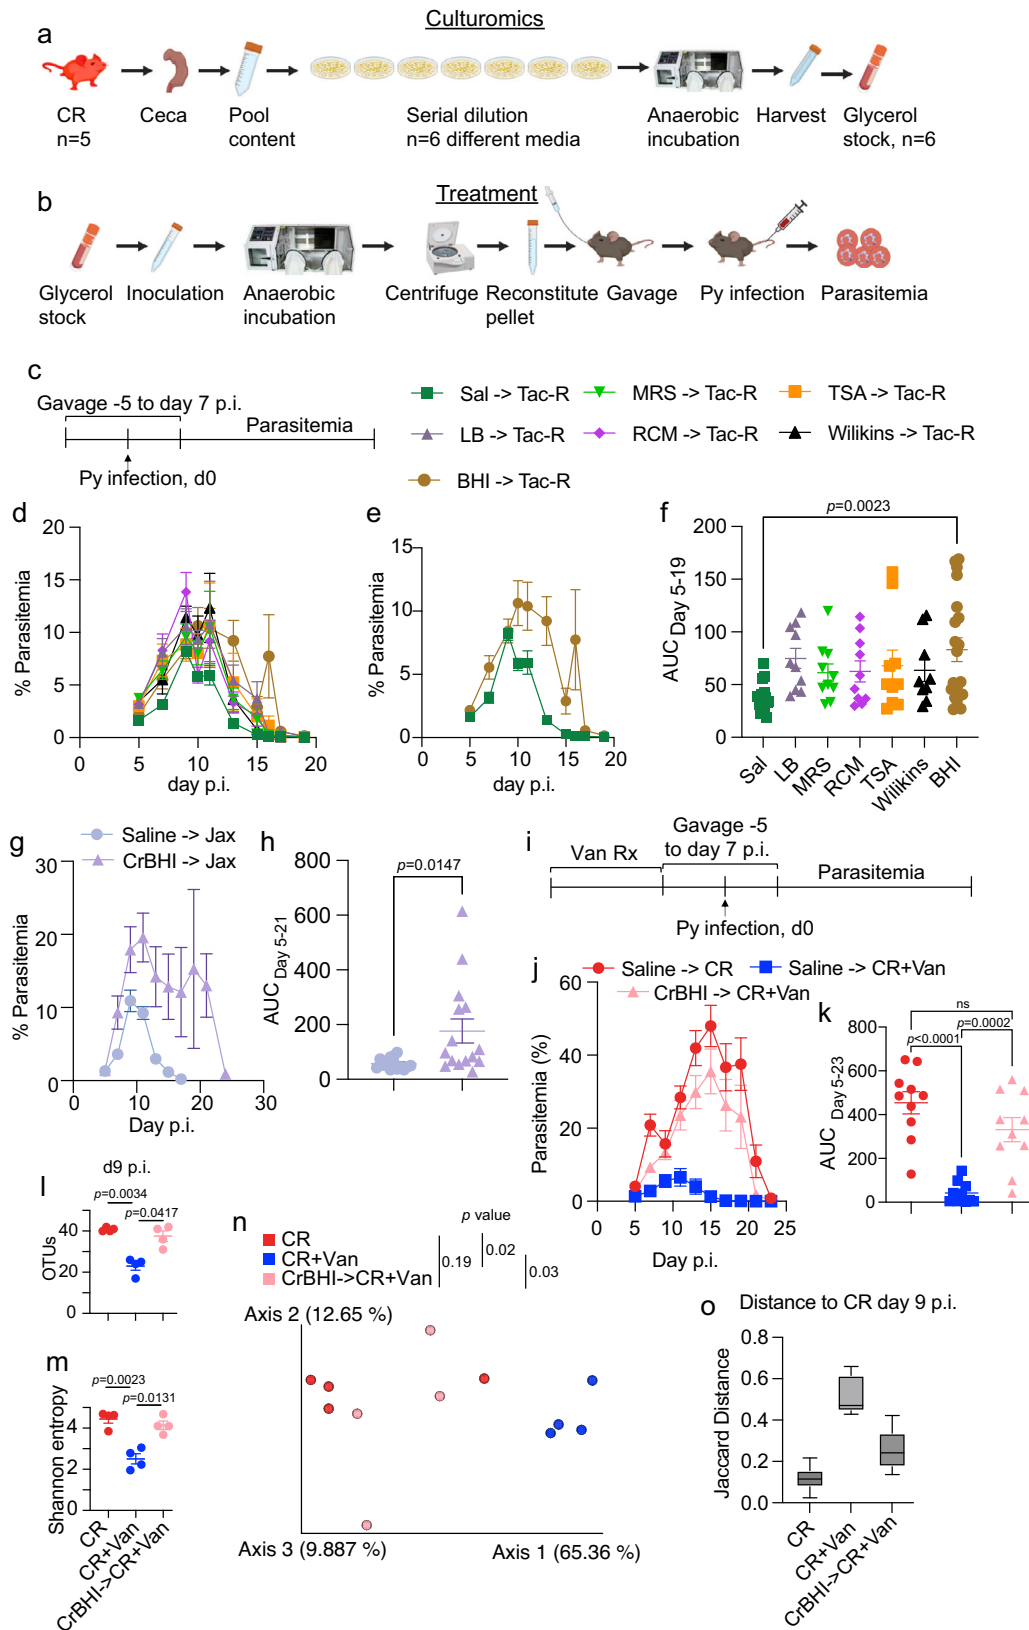 Culturomics
a
CR
n=5
Ceca
Pool
content
Serial dilution
n=6 different media
Anaerobic
incubation
Harvest
Glycerol
stock, n=6
b
Treatment
Glycerol
stock
Inoculation
Anaerobic
incubation
Centrifuge
Reconstitute
pellet
Gavage
Py infection
Parasitemia
c
Gavage -5 to day 7 p.i.
Parasitemia
Py infection, d0
Sal -> Tac-R
MRS -> Tac-R
TSA -> Tac-R
LB -> Tac-R
RCM -> Tac-R
Wilikins -> Tac-R
BHI -> Tac-R
d
% Parasitemia
20
15
10
5
0
0 5 10 15 20
day p.i.
e
% Parasitemia
15
10
5
0
0 5 10 15 20
day p.i.
f
p=0.0023
AUC Day 5-19
200
150
100
50
0
Sal
LB
MRS
RCM
TSA
Wilikins
BHI
g
Saline -> Jax
CrBHI -> Jax
% Parasitemia
30
20
10
0
0 10 20 30
Day p.i.
h
p=0.0147
AUC Day 5-21
800
600
400
200
0
i
Van Rx
Gavage -5
to day 7 p.i.
Parasitemia
Py infection, d0
j
Saline -> CR
Saline -> CR+Van
CrBHI -> CR+Van
Parasitemia (%)
60
40
20
0
0 5 10 15 20 25
Day p.i.
k
ns
p<0.0001
p=0.0002
AUC Day 5-23
800
600
400
200
0
l
d9 p.i.
p=0.0034
p=0.0417
OTUs
40
20
0
m
p=0.0023
p=0.0131
Shannon entropy
4
2
0
CR
CR+Van
CrBHI->CR+Van
n
CR
CR+Van
CrBHI->CR+Van
p value
0.19
0.02
0.03
Axis 2 (12.65 %)
Axis 3 (9.887 %)
Axis 1 (65.36 %)
o
Distance to CR day 9 p.i.
Jaccard Distance
0.8
0.6
0.4
0.2
0.0
CR
CR+Van
CrBHI->CR+Van